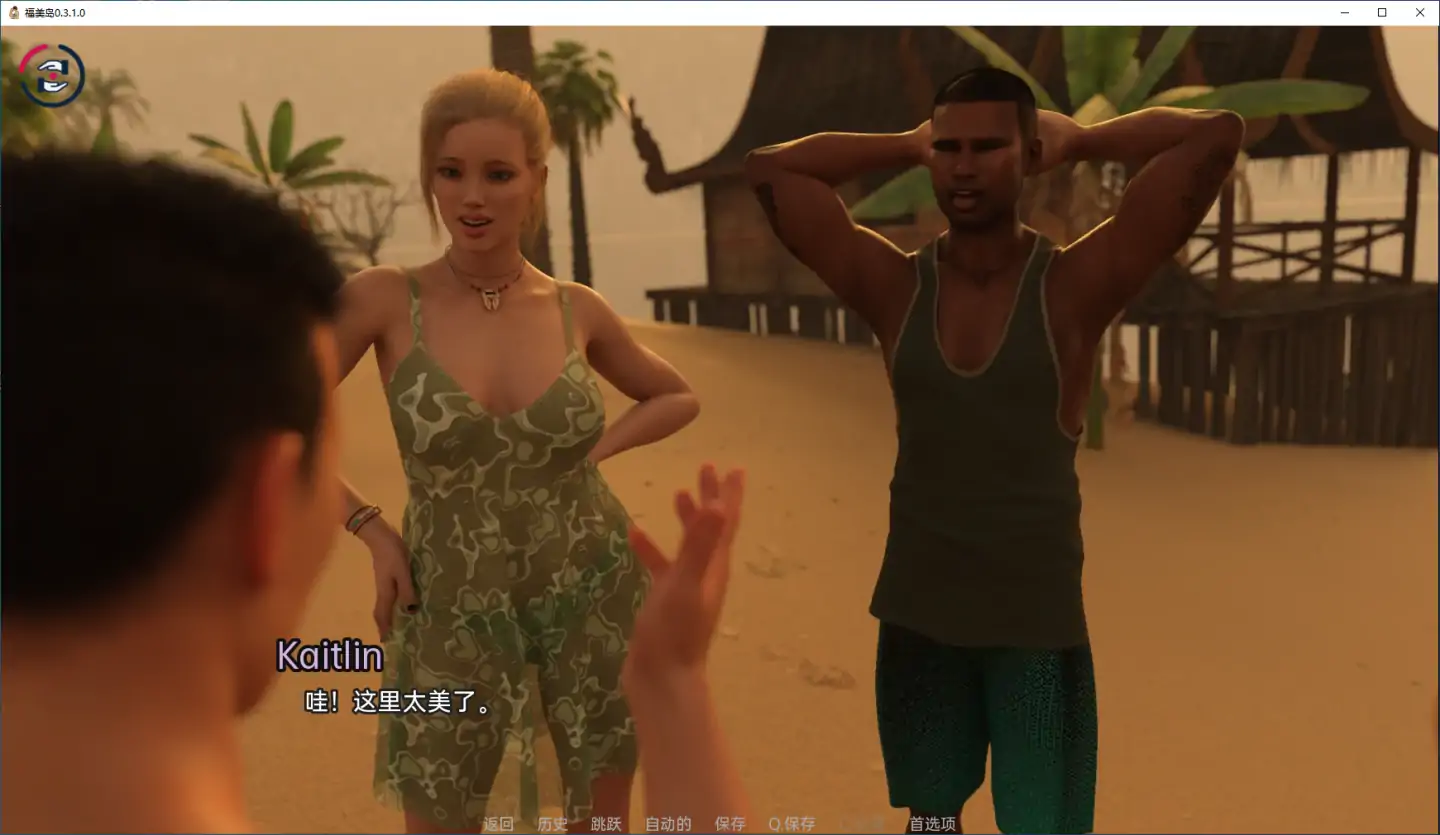 福美岛0.3.1.0
Kaitlin
哇！这里太美了。
返回 历史 跳跃 自动的 保存 Q.保存 首选项